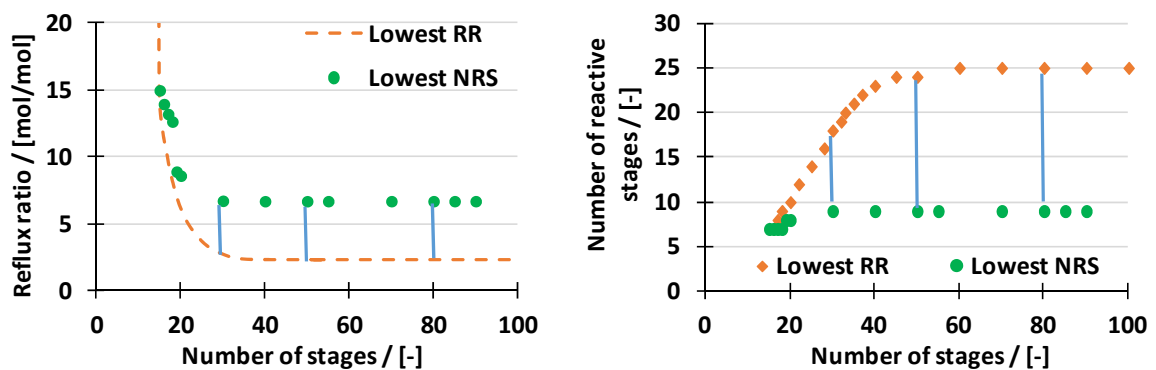 Reflux ratio / [mol/mol]
20
15
10
5
0
0 20 40 60 80 100
Number of stages / [-]
Lowest RR
Lowest NRS
Number of reactive
stages / [-]
30
25
20
15
10
5
0
0 20 40 60 80 100
Number of stages / [-]
Lowest RR Lowest NRS